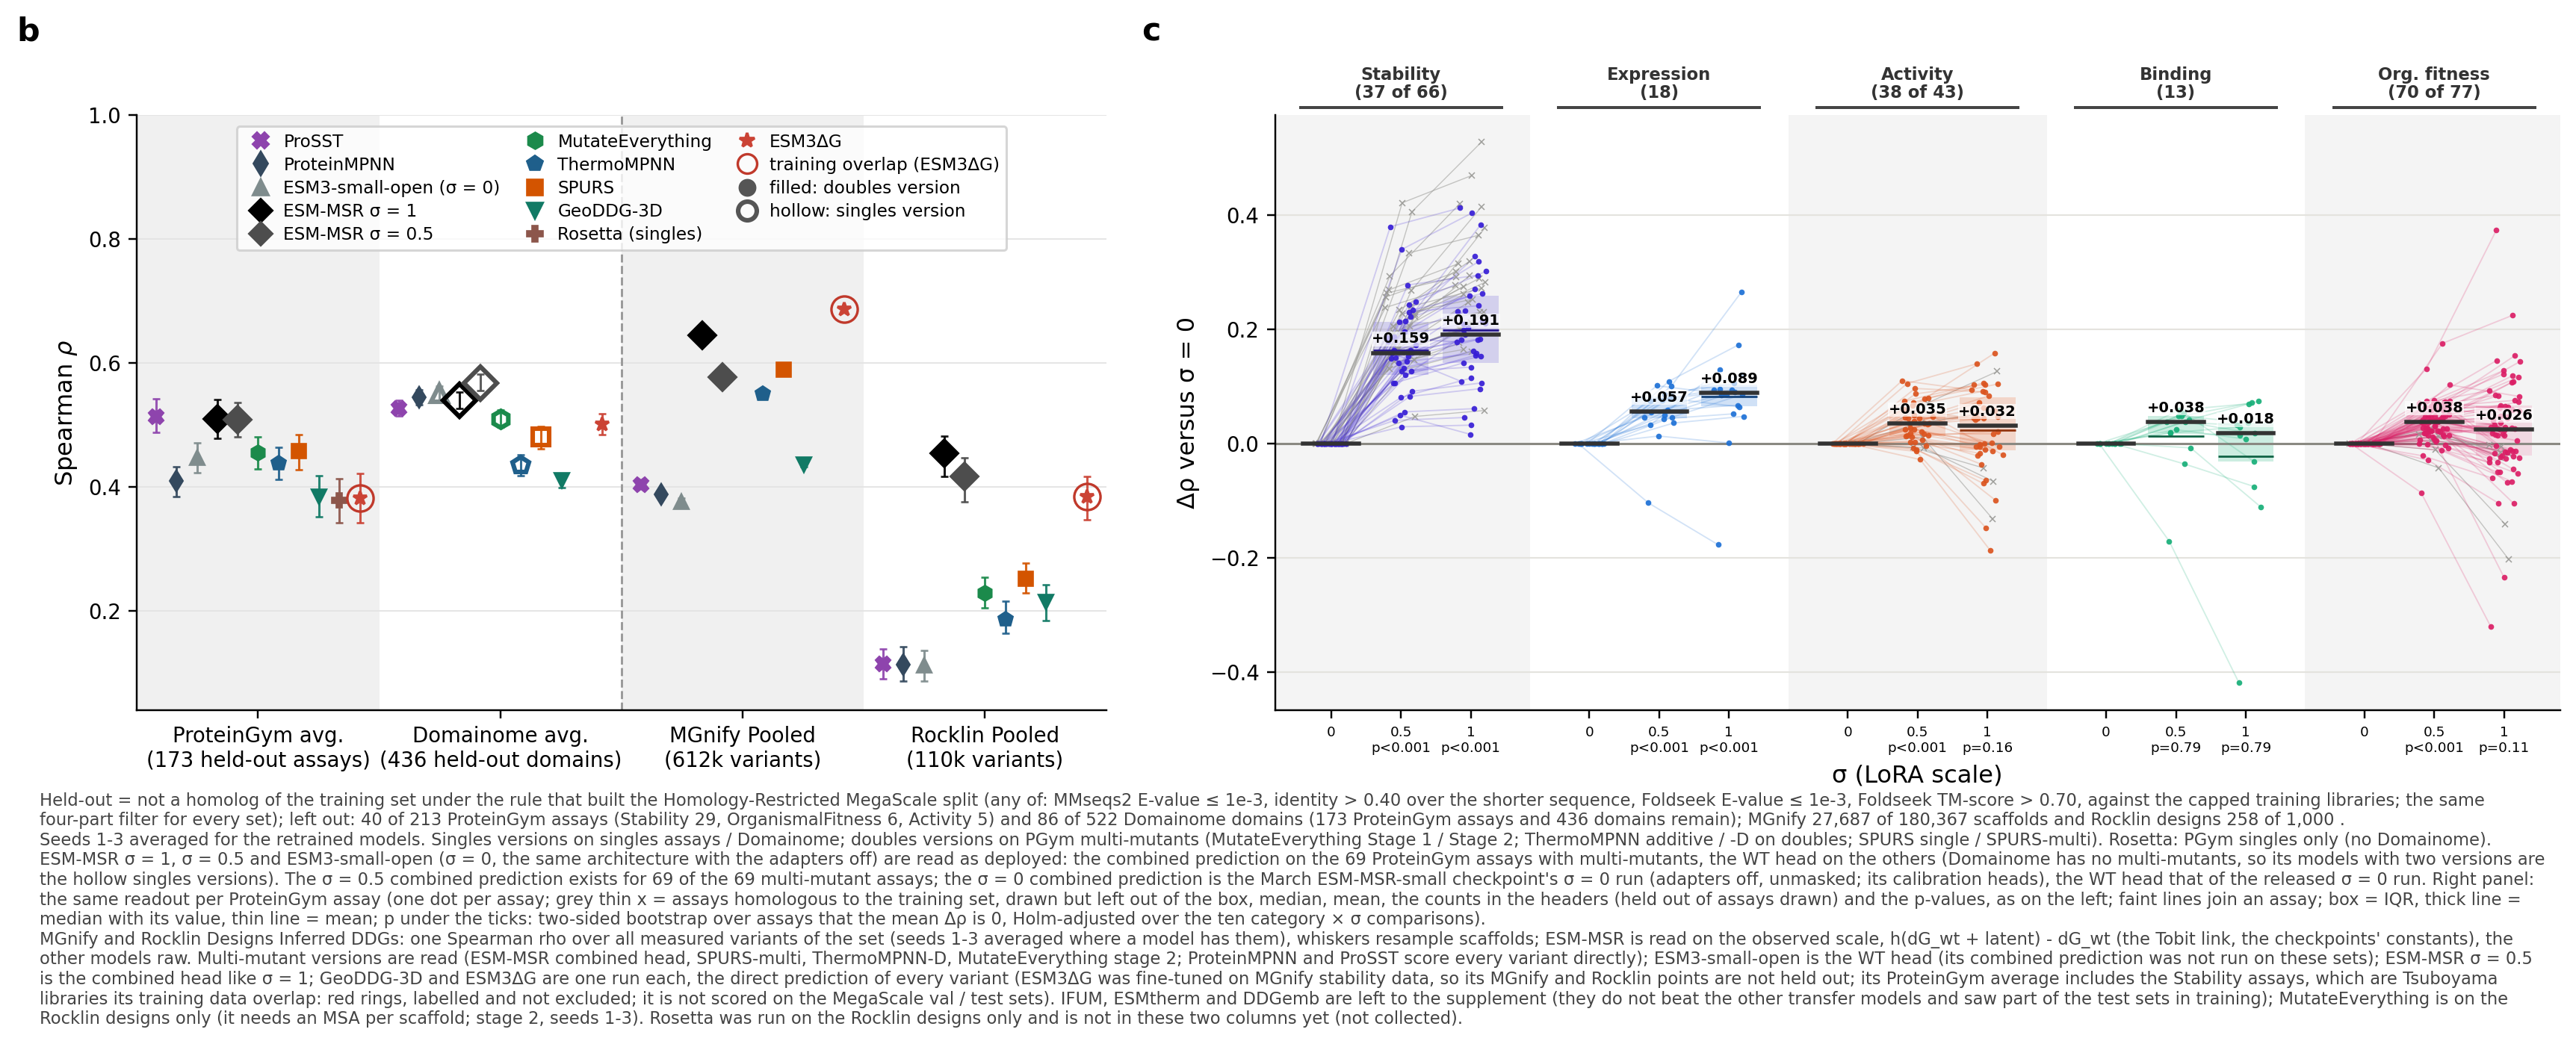 b
c
Stability
(37 of 66)
Expression
(18)
Activity
(38 of 43)
Binding
(13)
Org. fitness
(70 of 77)
1.0
0.8
0.6
0.4
0.2
Spearman ρ
ProSST
ProteinMPNN
ESM3-small-open (σ = 0)
ESM-MSR σ = 1
ESM-MSR σ = 0.5
MutateEverything
ThermoMPNN
SPURS
GeoDDG-3D
Rosetta (singles)
ESM3ΔG
training overlap (ESM3ΔG)
filled: doubles version
hollow: singles version
ProteinGym avg.
(173 held-out assays)
Domainome avg.
(436 held-out domains)
MGnify Pooled
(612k variants)
Rocklin Pooled
(110k variants)
Δρ versus σ = 0
0.4
0.2
0.0
−0.2
−0.4
+0.159
+0.191
+0.057
+0.089
+0.035
+0.032
+0.038
+0.018
+0.038
+0.026
0 0.5 1 0 0.5 1 0 0.5 1 0 0.5 1 0 0.5 1
p<0.001 p<0.001 p<0.001 p<0.001 p<0.001 p=0.16 p=0.79 p=0.79 p<0.001 p=0.11
σ (LoRA scale)
Held-out = not a homolog of the training set under the rule that built the Homology-Restricted MegaScale split (any of: MMseqs2 E-value ≤ 1e-3, identity > 0.40 over the shorter sequence, Foldseek E-value ≤ 1e-3, Foldseek TM-score > 0.70, against the capped training libraries; the same
four-part filter for every set); left out: 40 of 213 ProteinGym assays (Stability 29, OrganismalFitness 6, Activity 5) and 86 of 522 Domainome domains (173 ProteinGym assays and 436 domains remain); MGnify 27,687 of 180,367 scaffolds and Rocklin designs 258 of 1,000 .
Seeds 1-3 averaged for the retrained models. Singles versions on singles assays / Domainome; doubles versions on PGym multi-mutants (MutateEverything Stage 1 / Stage 2; ThermoMPNN additive / -D on doubles; SPURS single / SPURS-multi). Rosetta: PGym singles only (no Domainome).
ESM-MSR σ = 1, σ = 0.5 and ESM3-small-open (σ = 0, the same architecture with the adapters off) are read as deployed: the combined prediction on the 69 ProteinGym assays with multi-mutants, the WT head on the others (Domainome has no multi-mutants, so its models with two versions are
the hollow singles versions). The σ = 0.5 combined prediction exists for 69 of the 69 multi-mutant assays; the σ = 0 combined prediction is the March ESM-MSR-small checkpoint's σ = 0 run (adapters off, unmasked; its calibration heads), the WT head that of the released σ = 0 run. Right panel:
the same readout per ProteinGym assay (one dot per assay; grey thin x = assays homologous to the training set, drawn but left out of the box, median, mean, the counts in the headers (held out of assays drawn) and the p-values, as on the left; faint lines join an assay; box = IQR, thick line =
median with its value, thin line = mean; p under the ticks: two-sided bootstrap over assays that the mean Δρ is 0, Holm-adjusted over the ten category × σ comparisons).
MGnify and Rocklin Designs Inferred DDGs: one Spearman rho over all measured variants of the set (seeds 1-3 averaged where a model has them), whiskers resample scaffolds; ESM-MSR is read on the observed scale, h(dG_wt + latent) - dG_wt (the Tobit link, the checkpoints' constants), the
other models raw. Multi-mutant versions are read (ESM-MSR combined head, SPURS-multi, ThermoMPNN-D, MutateEverything stage 2; ProteinMPNN and ProSST score every variant directly); ESM3-small-open is the WT head (its combined prediction was not run on these sets); ESM-MSR σ = 0.5
is the combined head like σ = 1; GeoDDG-3D and ESM3ΔG are one run each, the direct prediction of every variant (ESM3ΔG was fine-tuned on MGnify stability data, so its MGnify and Rocklin points are not held out; its ProteinGym average includes the Stability assays, which are Tsuboyama
libraries its training data overlap: red rings, labelled and not excluded; it is not scored on the MegaScale val / test sets). IFUM, ESMtherm and DDGemb are left to the supplement (they do not beat the other transfer models and saw part of the test sets in training); MutateEverything is on the
Rocklin designs only (it needs an MSA per scaffold; stage 2, seeds 1-3). Rosetta was run on the Rocklin designs only and is not in these two columns yet (not collected).